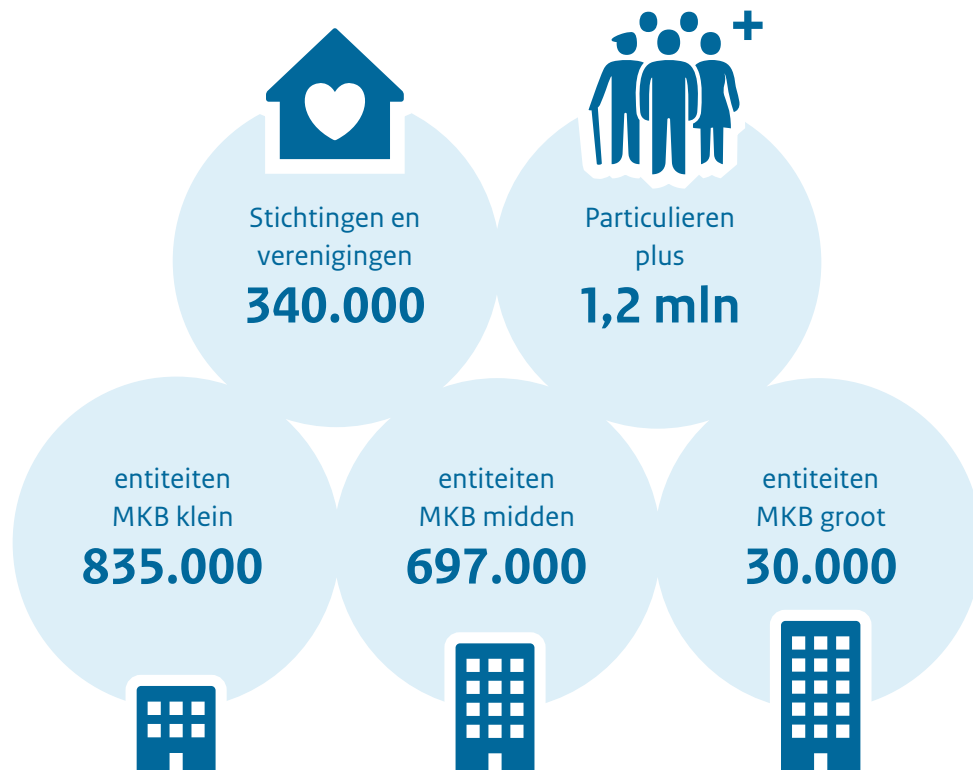 Stichtingen en
verenigingen
340.000
Particulieren
plus
1,2 mln
entiteiten
MKB klein
835.000
entiteiten
MKB midden
697.000
entiteiten
MKB groot
30.000